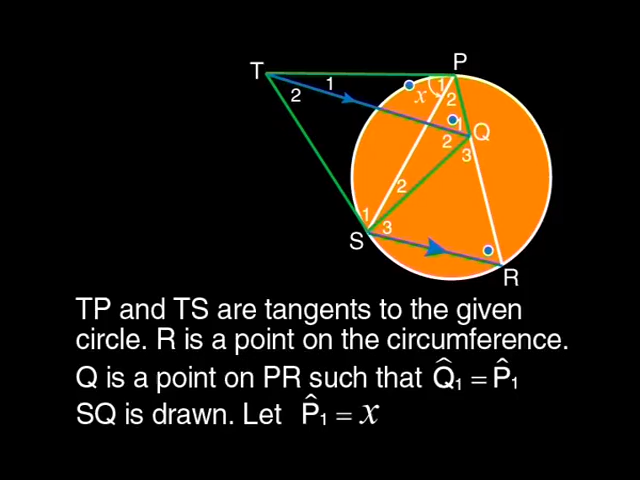 T
P
1
2
1
x
2
1
Q
2
3
2
1
3
S
R
TP and TS are tangents to the given
circle. R is a point on the circumference.
Q is a point on PR such that Q̂₁ = P̂₁
SQ is drawn. Let P̂₁ = x